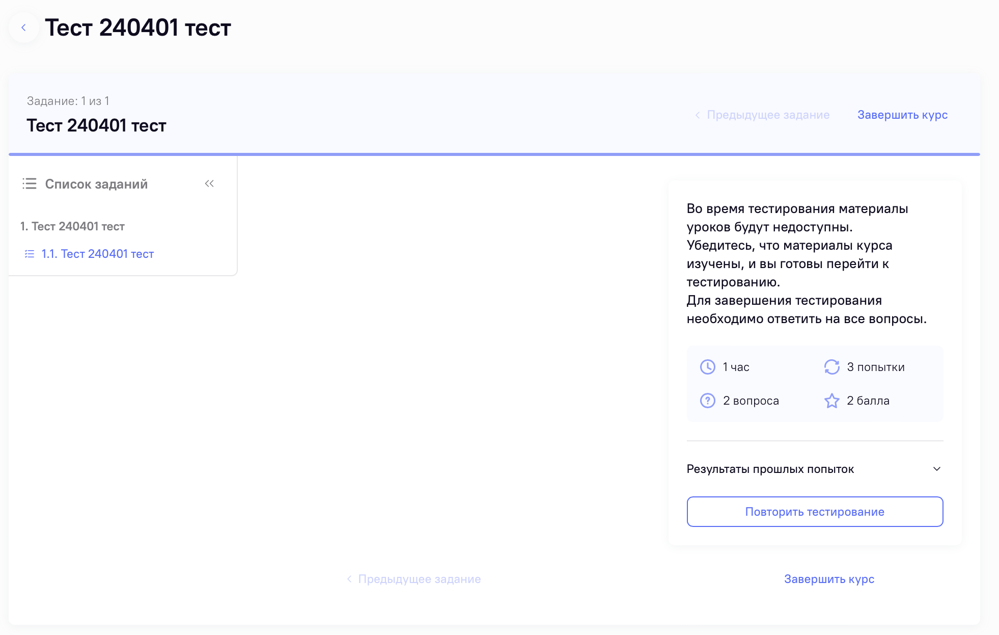 Тест 240401 тест
Задание: 1 из 1
Тест 240401 тест
Предыдущее задание
Завершить курс
Список заданий
1. Тест 240401 тест
1.1. Тест 240401 тест
Во время тестирования материалы
уроков будут недоступны.
Убедитесь, что материалы курса
изучены, и вы готовы перейти к
тестированию.
Для завершения тестирования
необходимо ответить на все вопросы.
1 час
3 попытки
2 вопроса
2 балла
Результаты прошлых попыток
Повторить тестирование
Предыдущее задание
Завершить курс